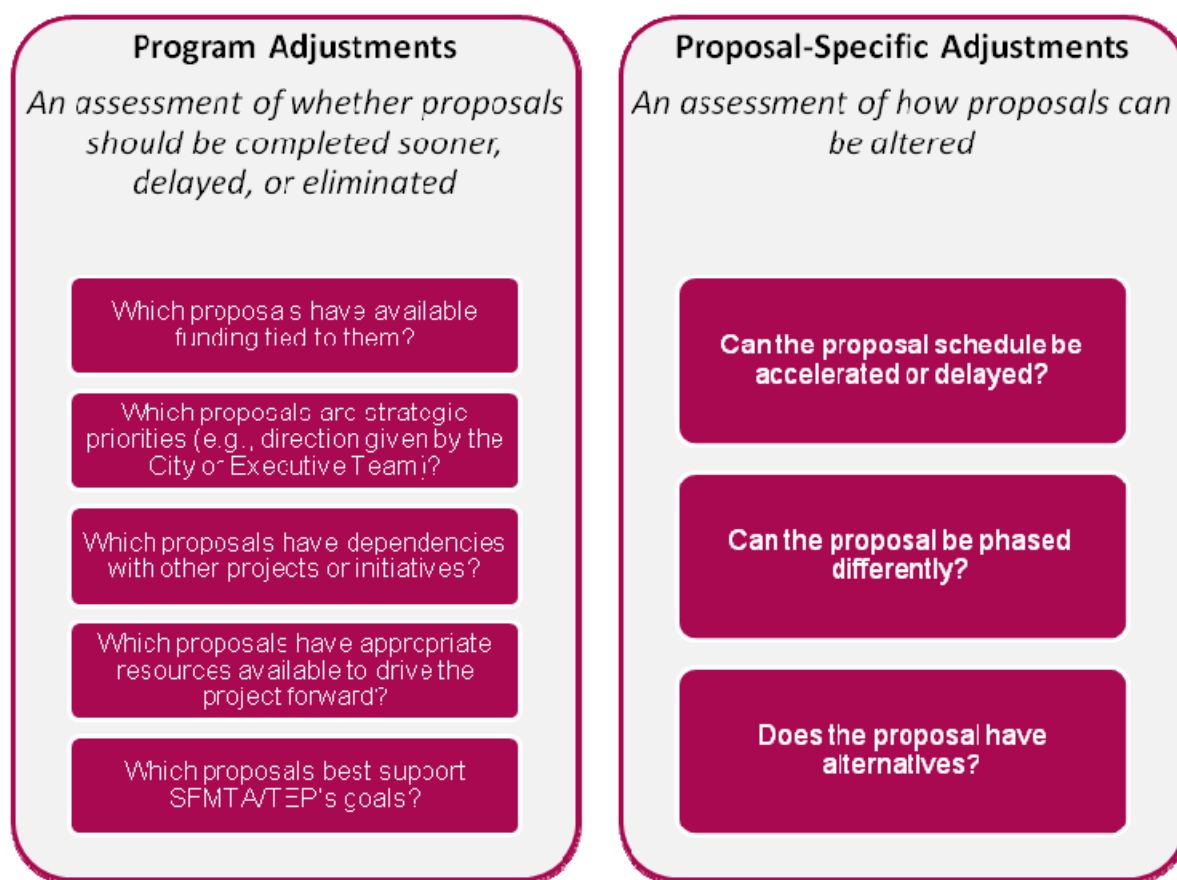 Program Adjustments
An assessment of whether proposals
should be completed sooner,
delayed, or eliminated
Which proposals have available
funding tied to them?
Which proposals are strategic
priorities (e.g., direction given by the
City or Executive Team)?
Which proposals have dependencies
with other projects or initiatives?
Which proposals have appropriate
resources available to drive the
project forward?
Which proposals best support
SFMTA/TEP's goals?
Proposal-Specific Adjustments
An assessment of how proposals can
be altered
Can the proposal schedule be
accelerated or delayed?
Can the proposal be phased
differently?
Does the proposal have
alternatives?